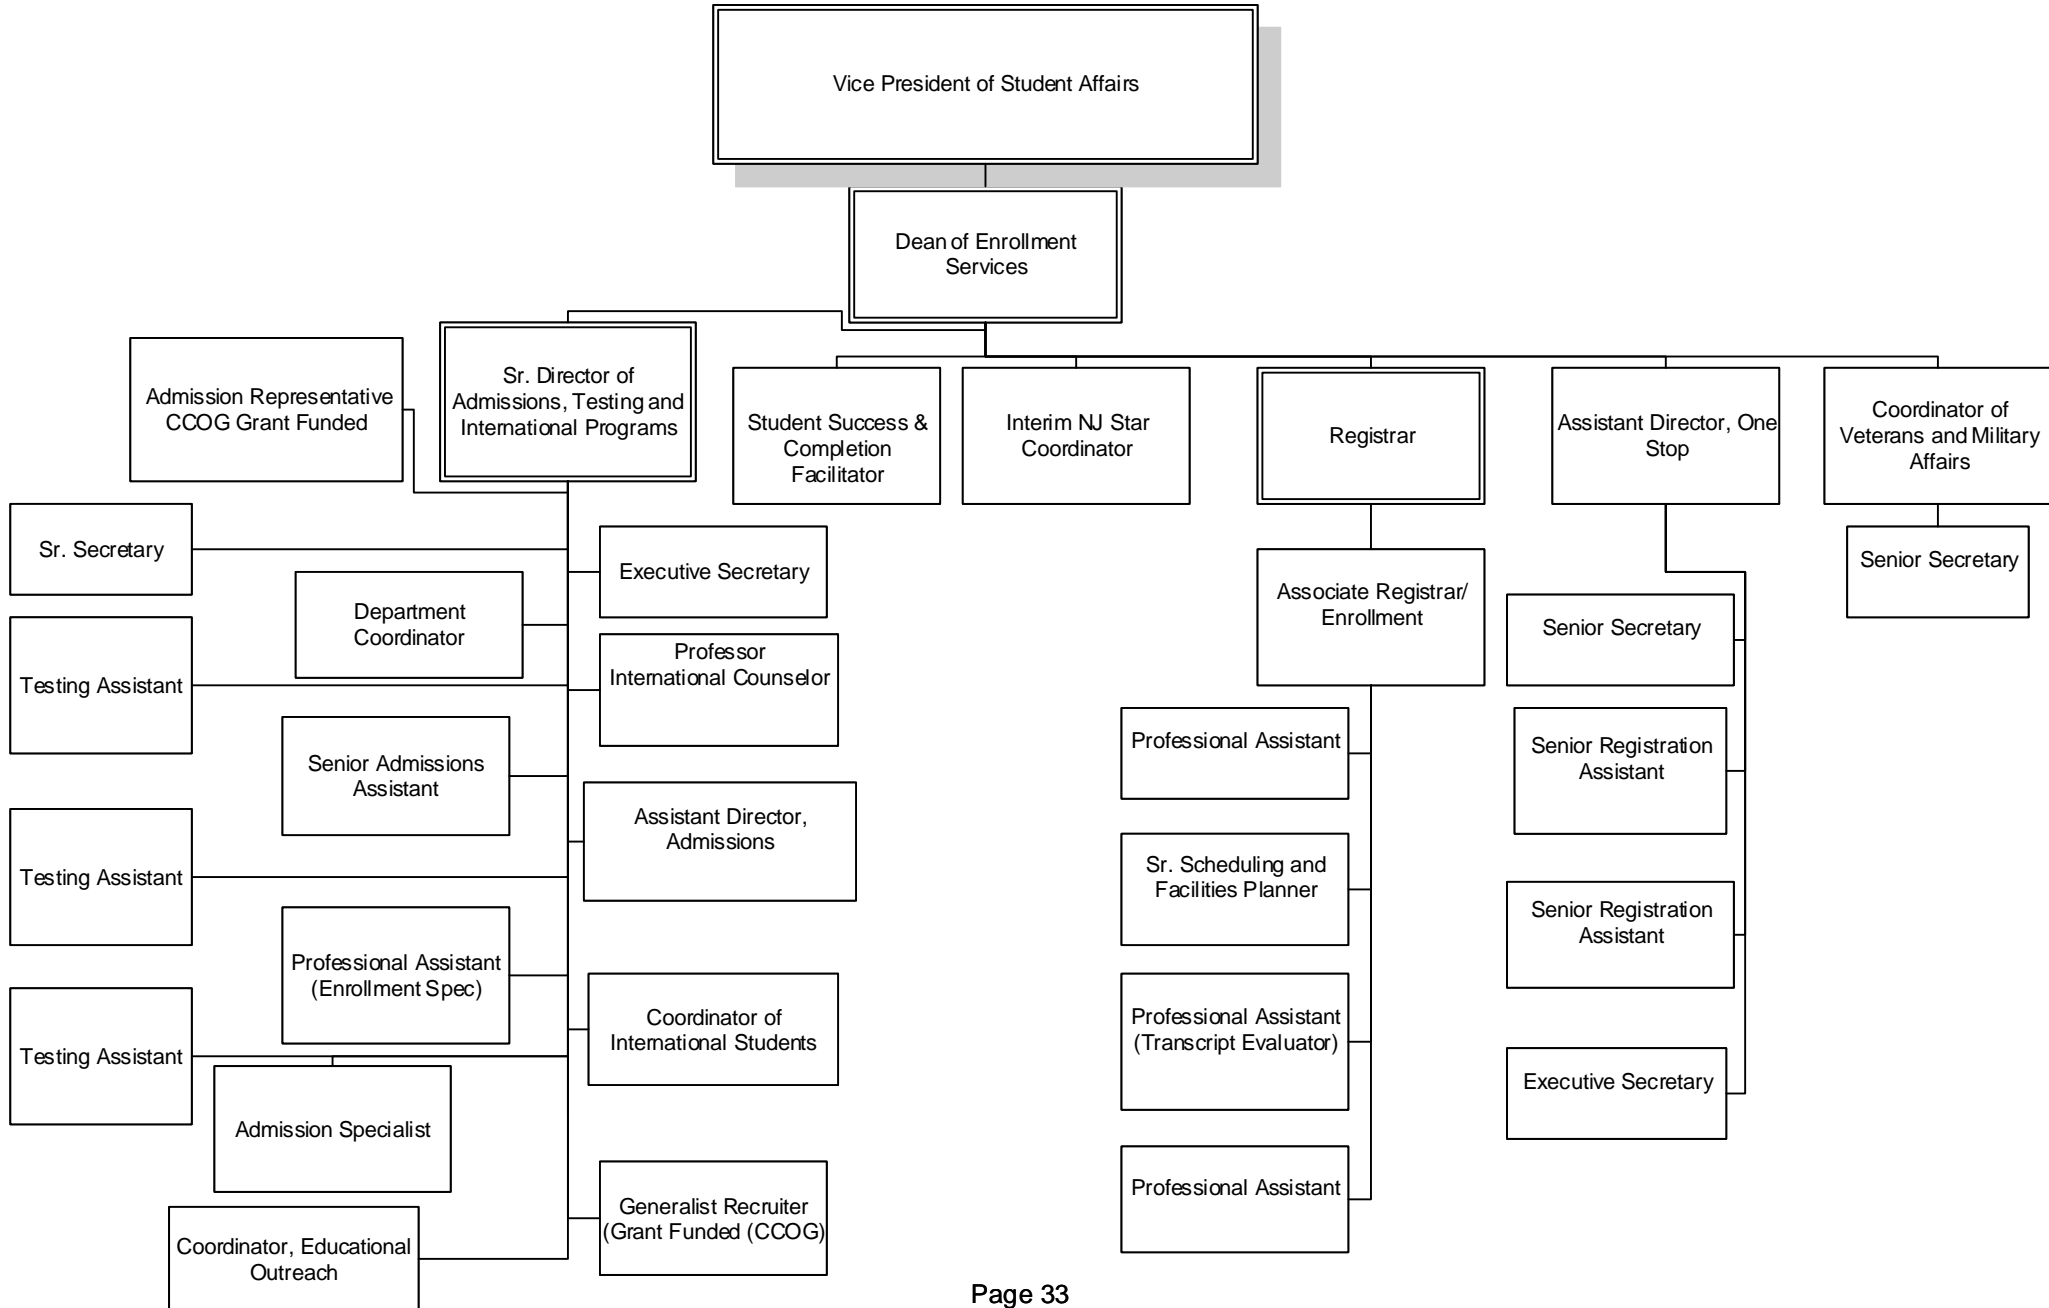 Vice President of Student Affairs
Dean of Enrollment
Services
Admission Representative
CCOG Grant Funded
Sr. Director of
Admissions, Testing and
International Programs
Student Success &
Completion
Facilitator
Interim NJ Star
Coordinator
Registrar
Assistant Director, One
Stop
Coordinator of
Veterans and Military
Affairs
Sr. Secretary
Executive Secretary
Department
Coordinator
Testing Assistant
Professor
International Counselor
Senior Admissions
Assistant
Assistant Director,
Admissions
Testing Assistant
Professional Assistant
(Enrollment Spec)
Coordinator of
International Students
Testing Assistant
Admission Specialist
Generalist Recruiter
(Grant Funded (CCOG)
Coordinator, Educational
Outreach
Associate Registrar/
Enrollment
Professional Assistant
Sr. Scheduling and
Facilities Planner
Professional Assistant
(Transcript Evaluator)
Professional Assistant
Senior Secretary
Senior Registration
Assistant
Senior Registration
Assistant
Executive Secretary
Senior Secretary
Page 33